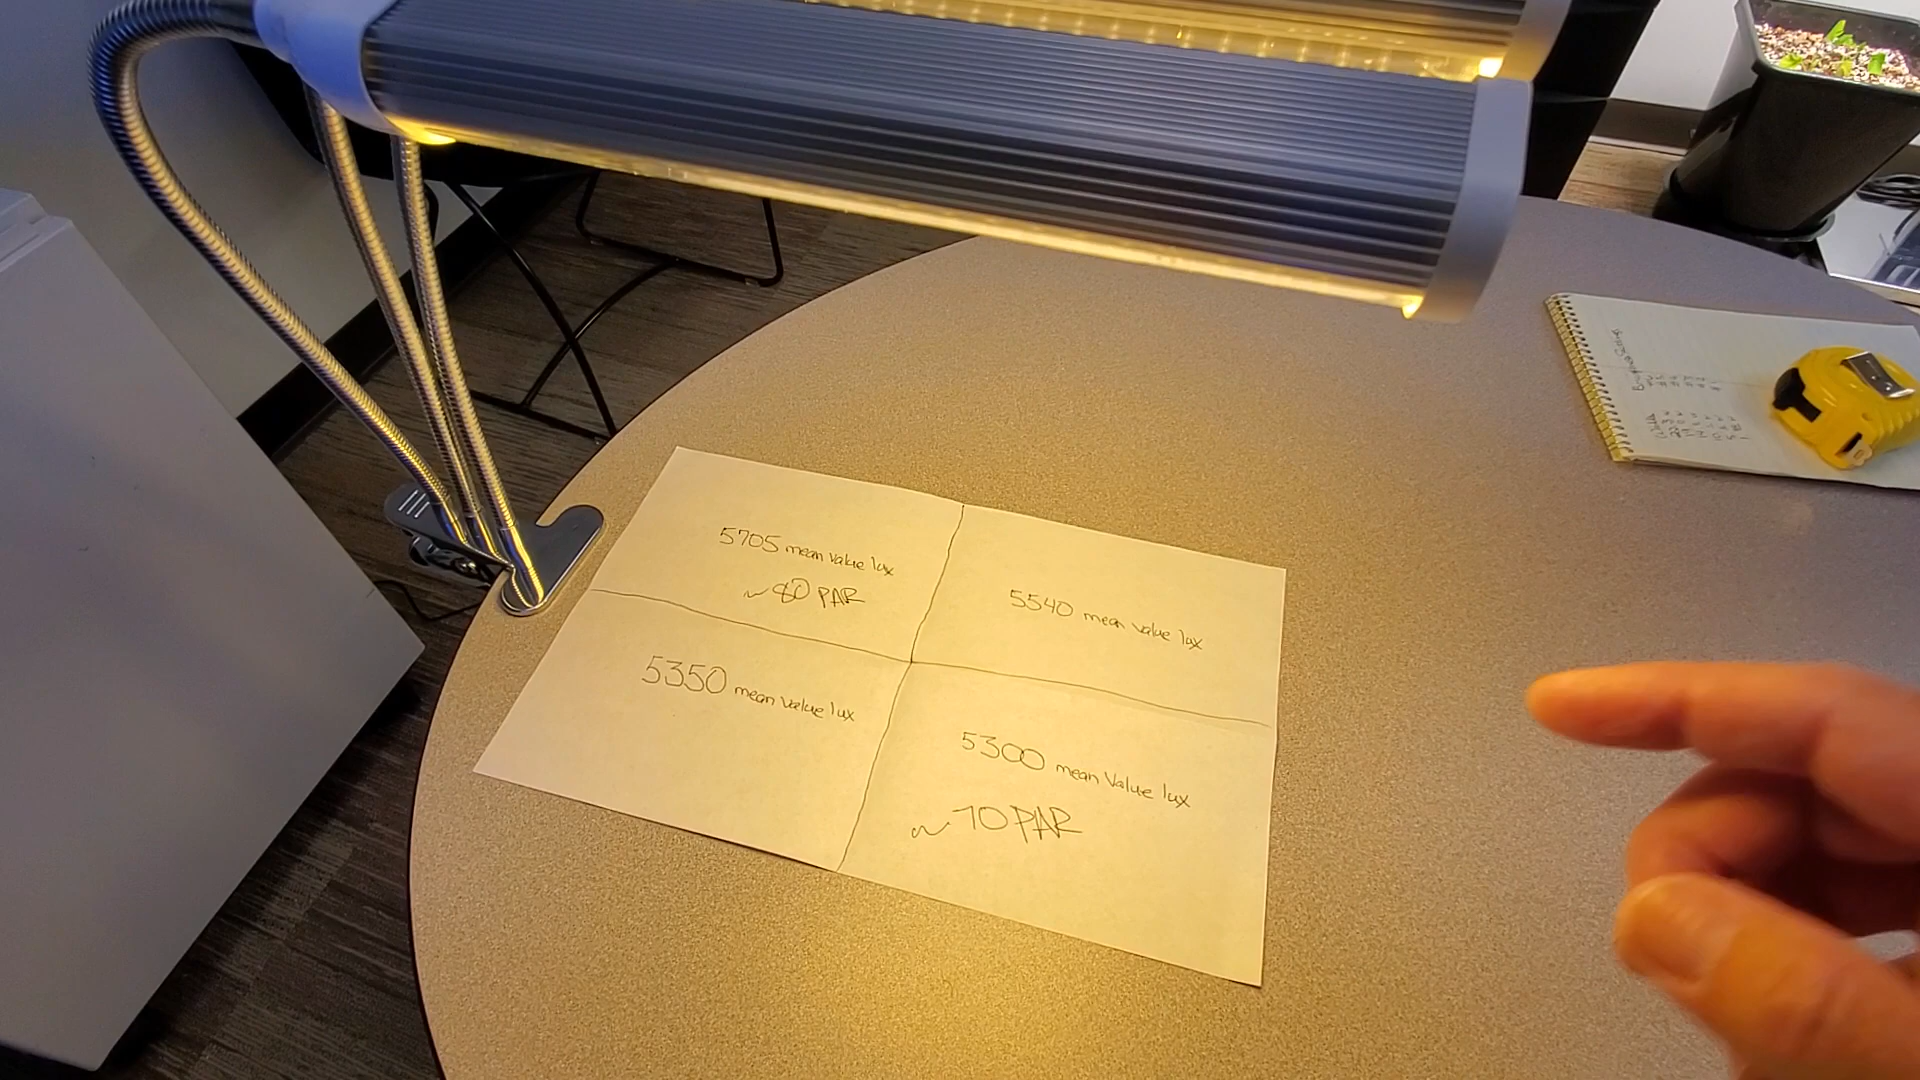 5705 mean value lux
~80 PAR
5540 mean value lux
5350 mean value lux
5300 mean Value lux
~70 PAR